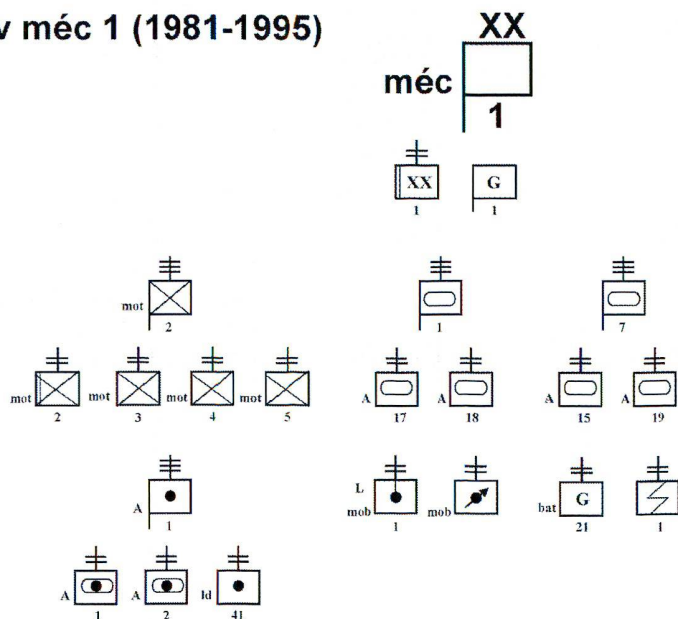 v méc 1 (1981-1995)
XX
méc
1
XX G
1 1
mot
2 1 7
mot mot mot mot A A A A
2 3 4 5 17 18 15 19
A L mob mob bat G
1 1 21 1
A A ld
1 2 41